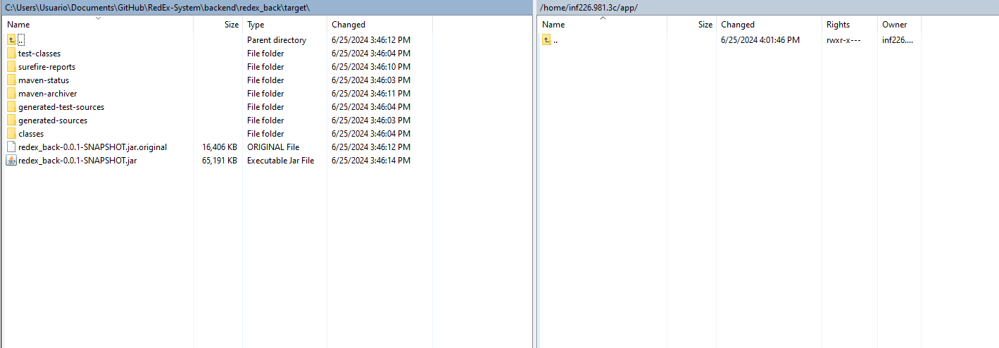 C:\Users\Usuario\Documents\GitHub\RedEx-System\backend\redex_back\target\
Name Size Type Changed
.. Parent directory 6/25/2024 3:46:12 PM
test-classes File folder 6/25/2024 3:46:04 PM
surefire-reports File folder 6/25/2024 3:46:10 PM
maven-status File folder 6/25/2024 3:46:03 PM
maven-archiver File folder 6/25/2024 3:46:11 PM
generated-test-sources File folder 6/25/2024 3:46:04 PM
generated-sources File folder 6/25/2024 3:46:03 PM
classes File folder 6/25/2024 3:46:04 PM
redex_back-0.0.1-SNAPSHOT.jar.original 16,406 KB ORIGINAL File 6/25/2024 3:46:12 PM
redex_back-0.0.1-SNAPSHOT.jar 65,191 KB Executable Jar File 6/25/2024 3:46:14 PM
/home/inf226.981.3c/app/
Name Size Changed Rights Owner
.. 6/25/2024 4:01:46 PM rwxr-x--- inf226....